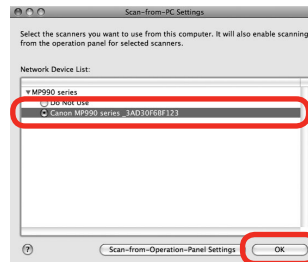 Scan-from-PC Settings
Select the scanners you want to use from this computer. It will also enable scanning
from the operation panel for selected scanners.
Network Device List:
▼MP990 series
Do Not Use
Canon MP990 series _3AD30F68F123
?
Scan-from-Operation-Panel Settings
OK